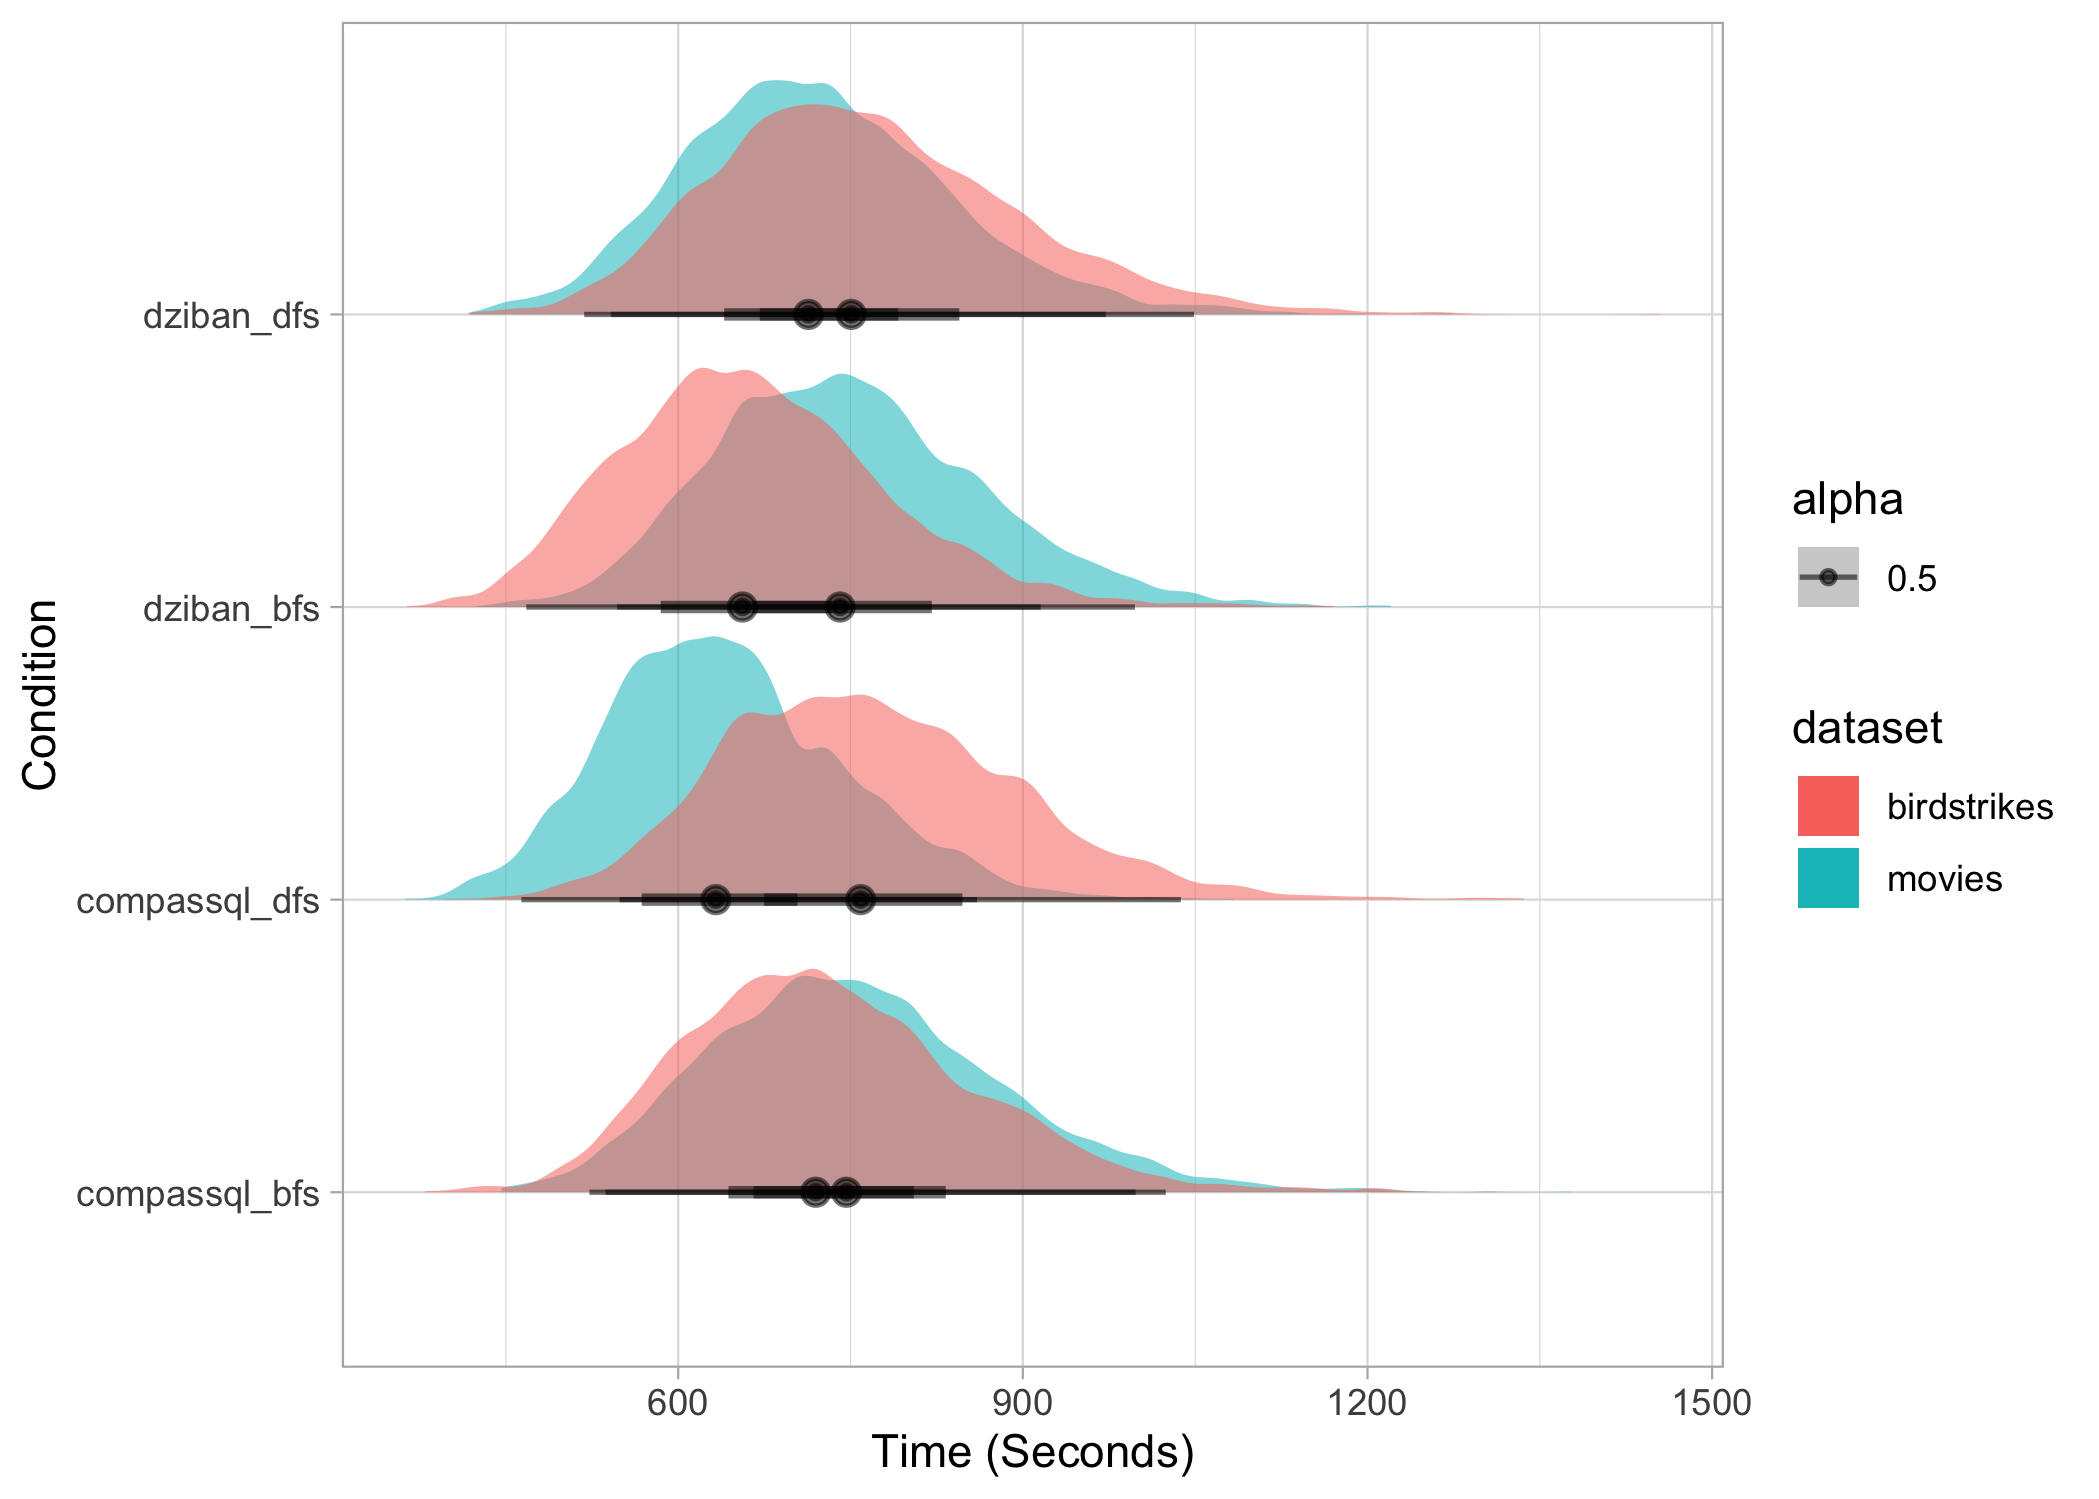 Condition
dziban_dfs
dziban_bfs
compassql_dfs
compassql_bfs
600 900 1200 1500
Time (Seconds)
alpha
0.5
dataset
birdstrikes
movies